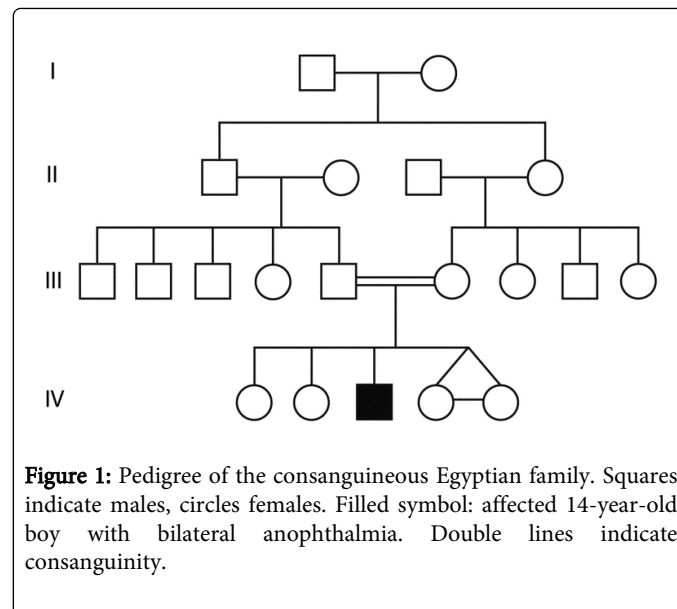 I
II
III
IV
Figure 1: Pedigree of the consanguineous Egyptian family. Squares
indicate males, circles females. Filled symbol: affected 14-year-old
boy with bilateral anophthalmia. Double lines indicate
consanguinity.